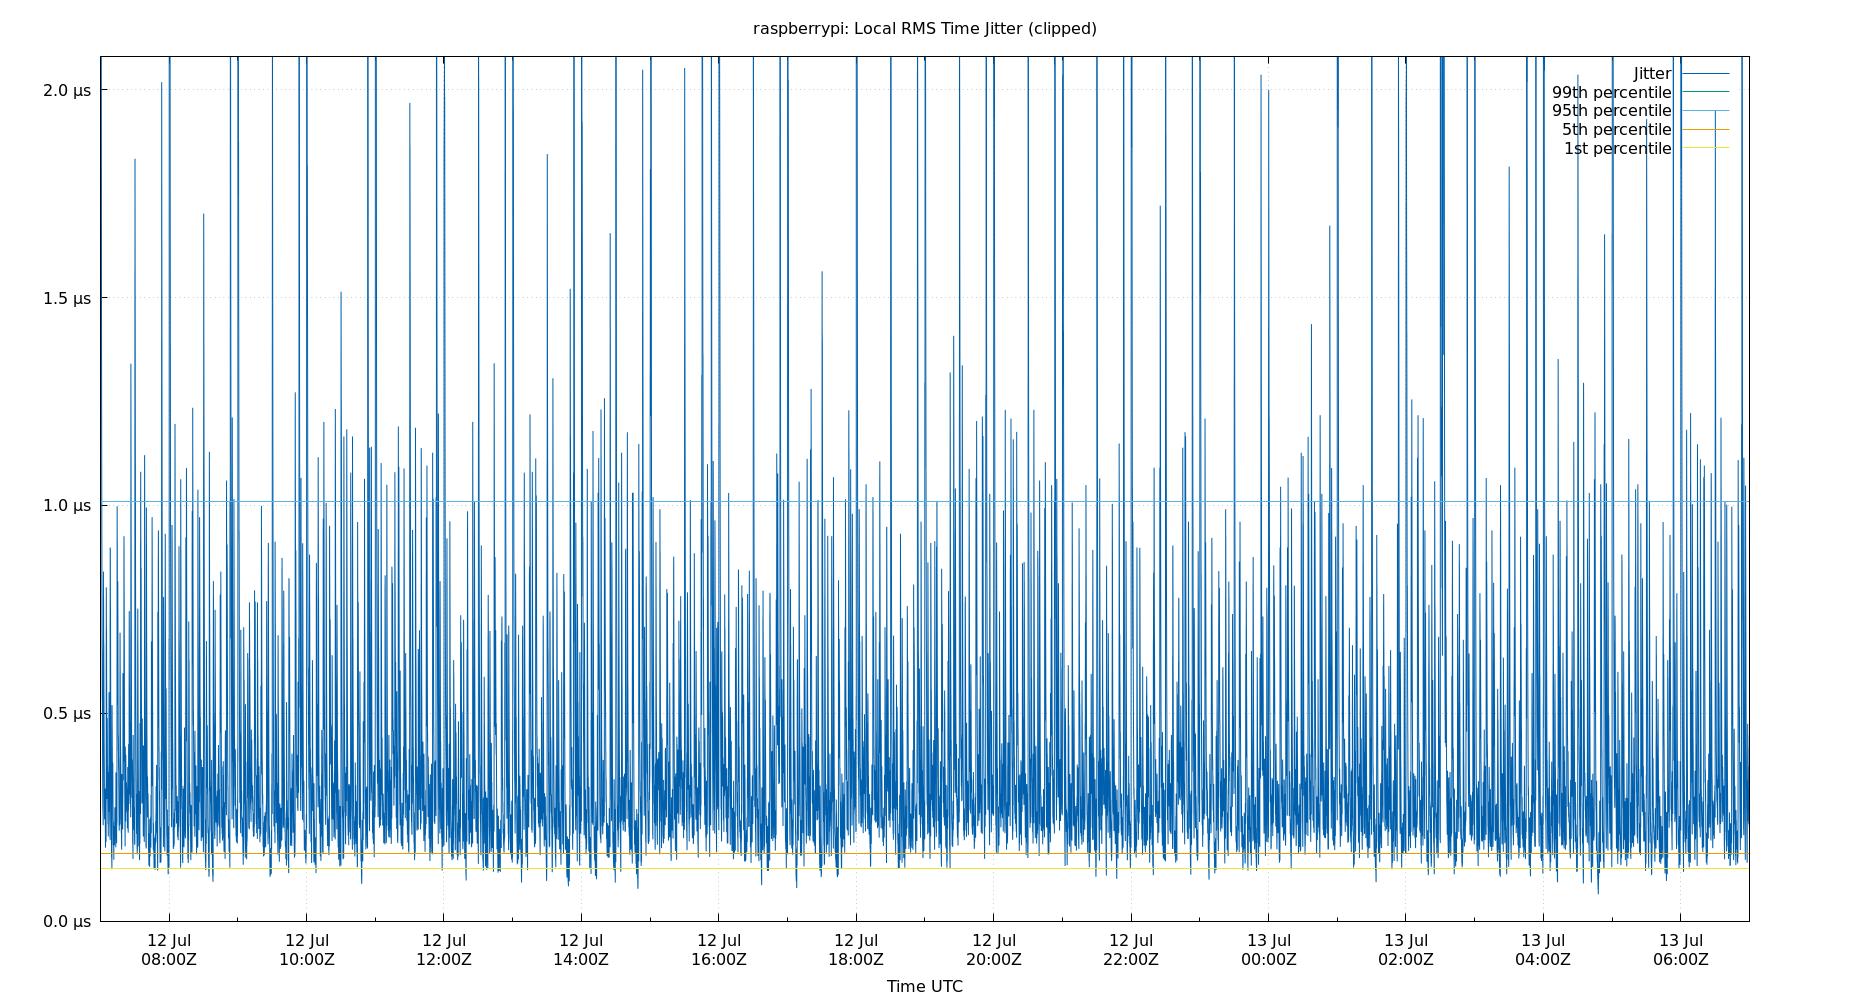 raspberrypi: Local RMS Time Jitter (clipped)
Jitter
99th percentile
95th percentile
5th percentile
1st percentile
2.0 µs
1.5 µs
1.0 µs
0.5 µs
0.0 µs
12 Jul 12 Jul 12 Jul 12 Jul 12 Jul 12 Jul 12 Jul 12 Jul 13 Jul 13 Jul 13 Jul 13 Jul
08:00Z 10:00Z 12:00Z 14:00Z 16:00Z 18:00Z 20:00Z 22:00Z 00:00Z 02:00Z 04:00Z 06:00Z
Time UTC